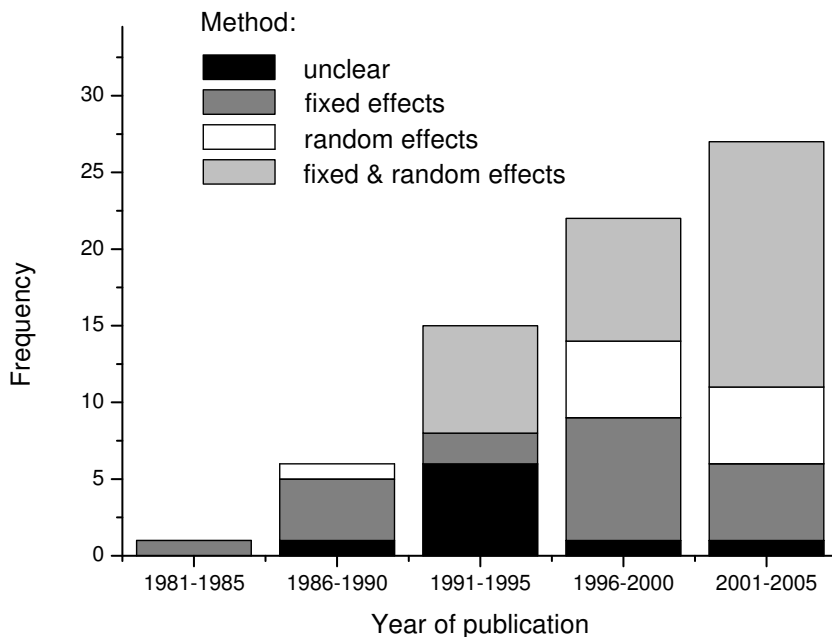 Method:
unclear
fixed effects
random effects
fixed & random effects
30
25
20
15
10
5
0
Frequency
1981-1985 1986-1990 1991-1995 1996-2000 2001-2005
Year of publication